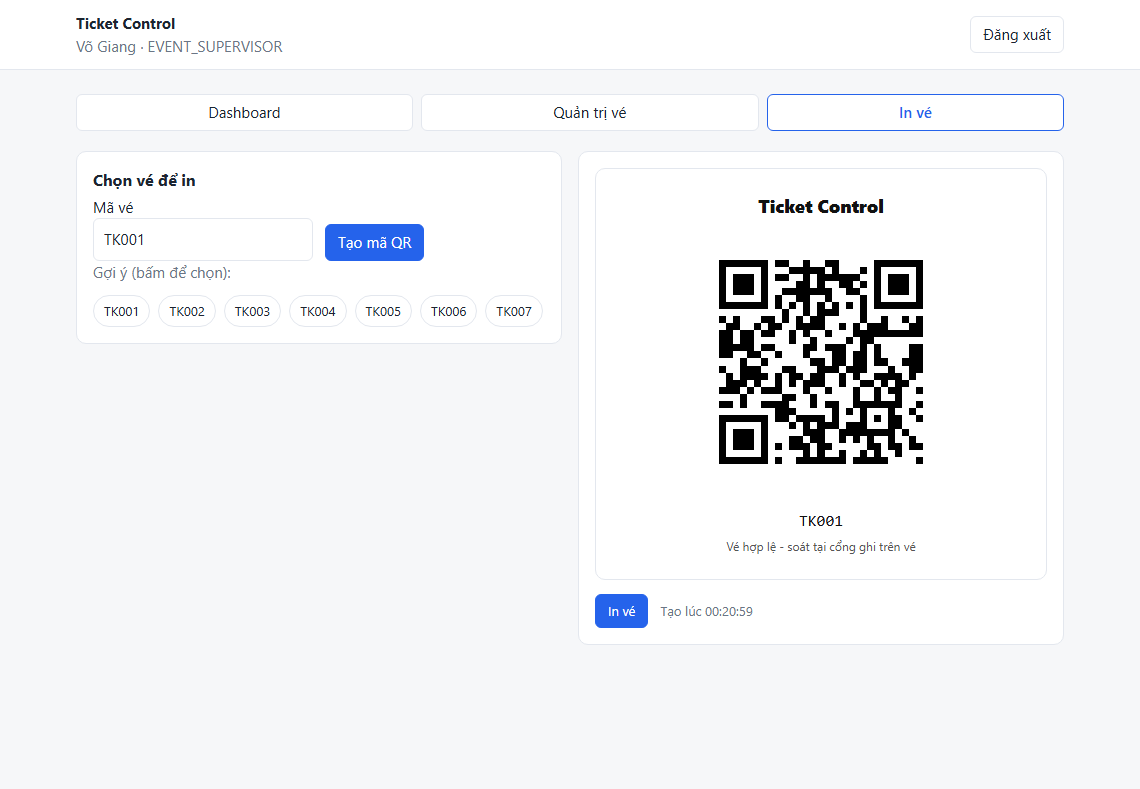 Ticket Control
Võ Giang · EVENT_SUPERVISOR
Đăng xuất
Dashboard
Quản trị vé
In vé
Chọn vé để in
Mã vé
TK001
Tạo mã QR
Gợi ý (bấm để chọn):
TK001
TK002
TK003
TK004
TK005
TK006
TK007
Ticket Control
TK001
Vé hợp lệ - soát tại cổng ghi trên vé
In vé
Tạo lúc 00:20:59